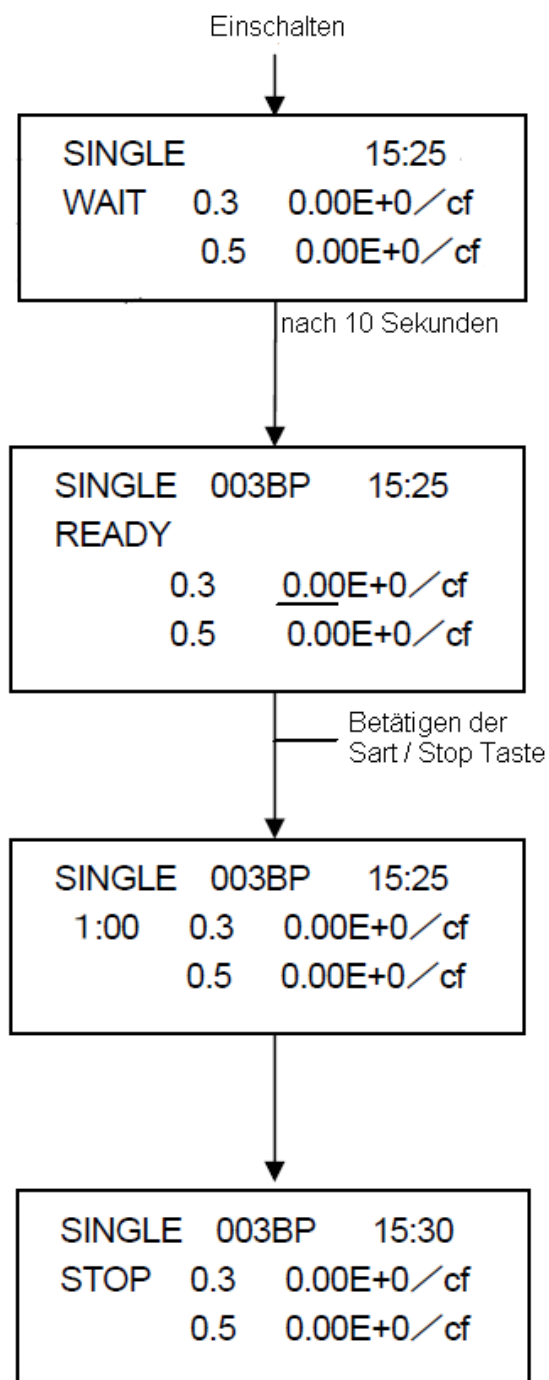 Einschalten
SINGLE 15:25
WAIT 0.3 0.00E+0／cf
0.5 0.00E+0／cf
nach 10 Sekunden
SINGLE 003BP 15:25
READY
0.3 0.00E+0／cf
0.5 0.00E+0／cf
Betätigen der
Sart / Stop Taste
SINGLE 003BP 15:25
1:00 0.3 0.00E+0／cf
0.5 0.00E+0／cf
SINGLE 003BP 15:30
STOP 0.3 0.00E+0／cf
0.5 0.00E+0／cf